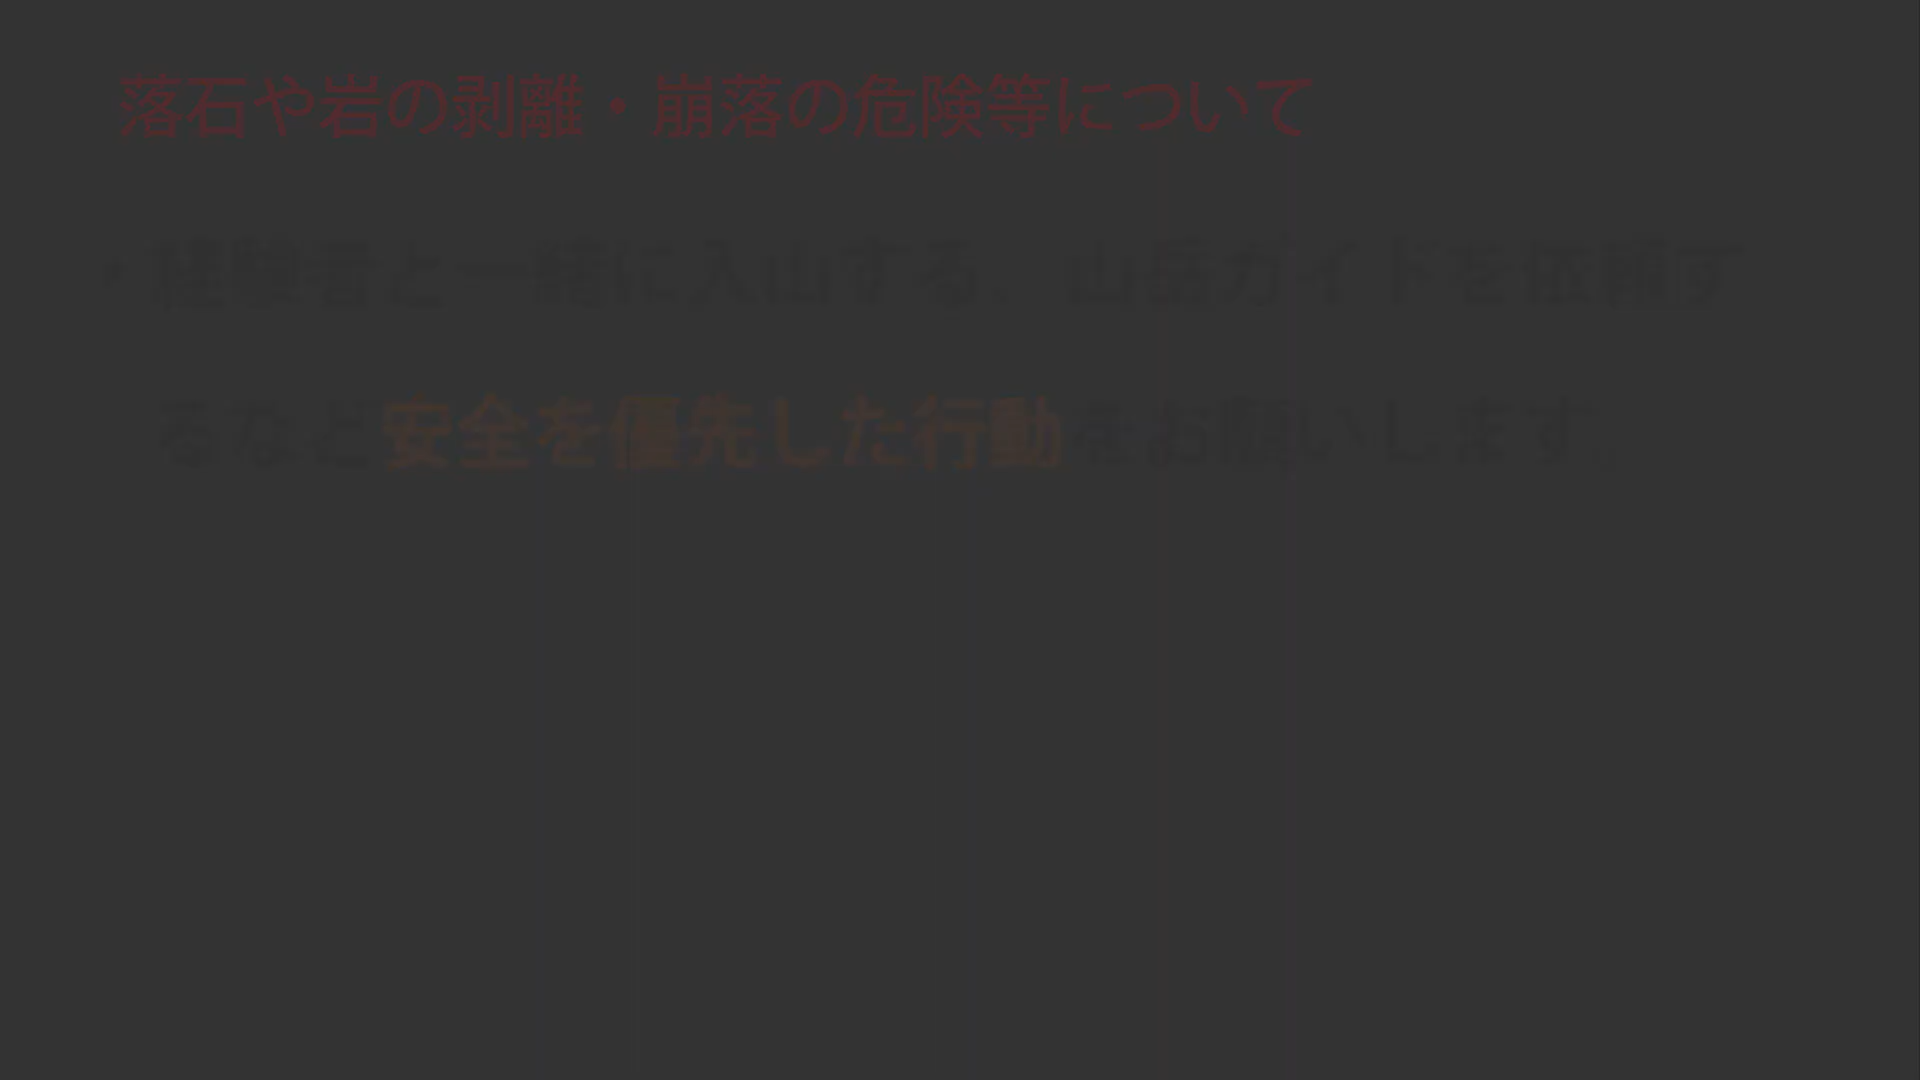 落石や岩の剥離・崩落の危険等について
・経験者と一緒に入山する、山岳ガイドを依頼す
るなど安全を優先した行動をお願いします。